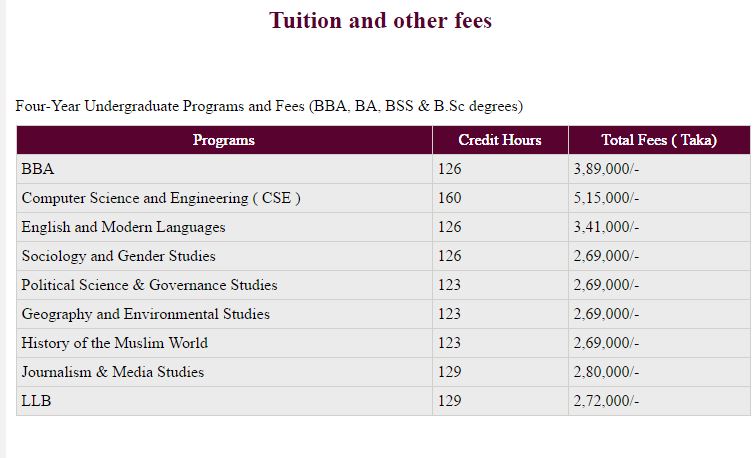 Tuition and other fees
Four-Year Undergraduate Programs and Fees (BBA, BA, BSS & B.Sc degrees)
Programs Credit Hours Total Fees ( Taka)
BBA 126 3,89,000/-
Computer Science and Engineering ( CSE ) 160 5,15,000/-
English and Modern Languages 126 3,41,000/-
Sociology and Gender Studies 126 2,69,000/-
Political Science & Governance Studies 123 2,69,000/-
Geography and Environmental Studies 123 2,69,000/-
History of the Muslim World 123 2,69,000/-
Journalism & Media Studies 129 2,80,000/-
LLB 129 2,72,000/-